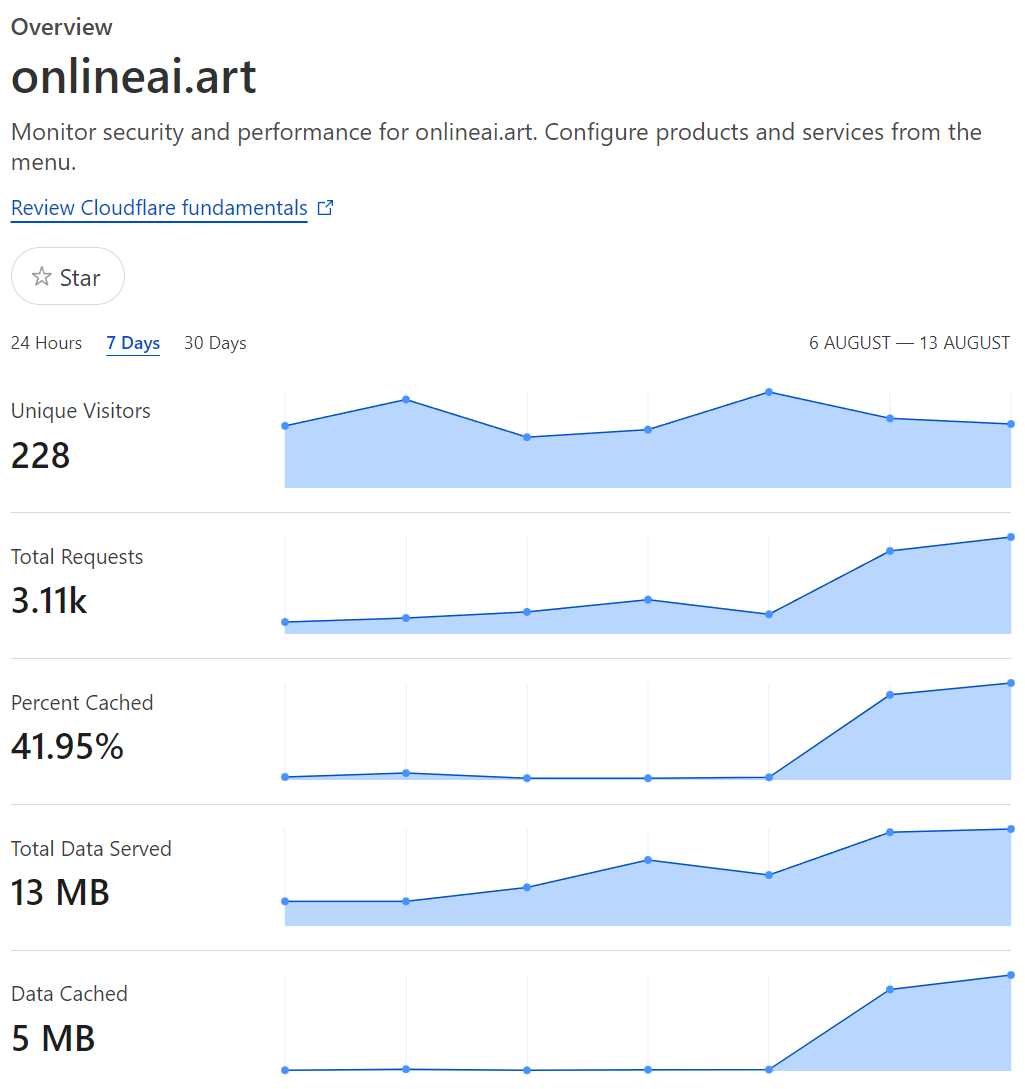 Overview
onlineai.art
Monitor security and performance for onlineai.art. Configure products and services from the
menu.
Review Cloudflare fundamentals
Star
24 Hours 7 Days 30 Days 6 AUGUST — 13 AUGUST
Unique Visitors
228
Total Requests
3.11k
Percent Cached
41.95%
Total Data Served
13 MB
Data Cached
5 MB